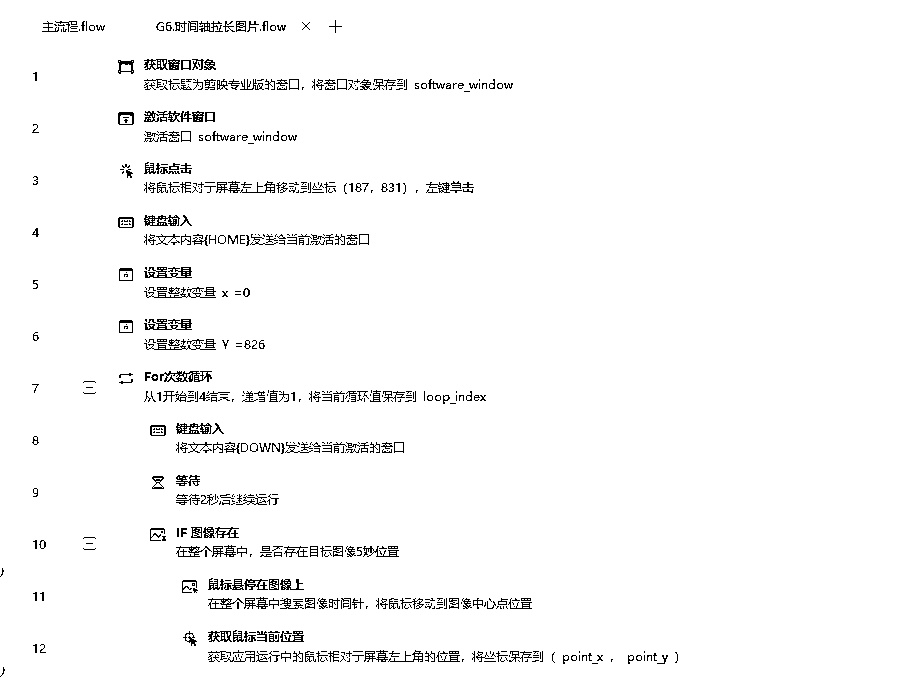 主流程.flow
G6.时间轴拉长图片.flow × +
1
获取窗口对象
获取标题为剪映专业版的窗口，将窗口对象保存到 software_window
2
激活软件窗口
激活窗口 software_window
3
鼠标点击
将鼠标相对于屏幕左上角移动到坐标（187，831），左键单击
4
键盘输入
将文本内容{HOME}发送给当前激活的窗口
5
设置变量
设置整数变量 x =0
6
设置变量
设置整数变量 Y =826
7
For次数循环
从1开始到4结束，递增值为1，将当前循环值保存到 loop_index
8
键盘输入
将文本内容{DOWN}发送给当前激活的窗口
9
等待
等待2秒后继续运行
10
IF 图像存在
在整个屏幕中，是否存在目标图像5妙位置
11
鼠标悬停在图像上
在整个屏幕中搜索图像时间针，将鼠标移动到图像中心点位置
12
获取鼠标当前位置
获取应用运行中的鼠标相对于屏幕左上角的位置，将坐标保存到（ point_x ， point_y ）